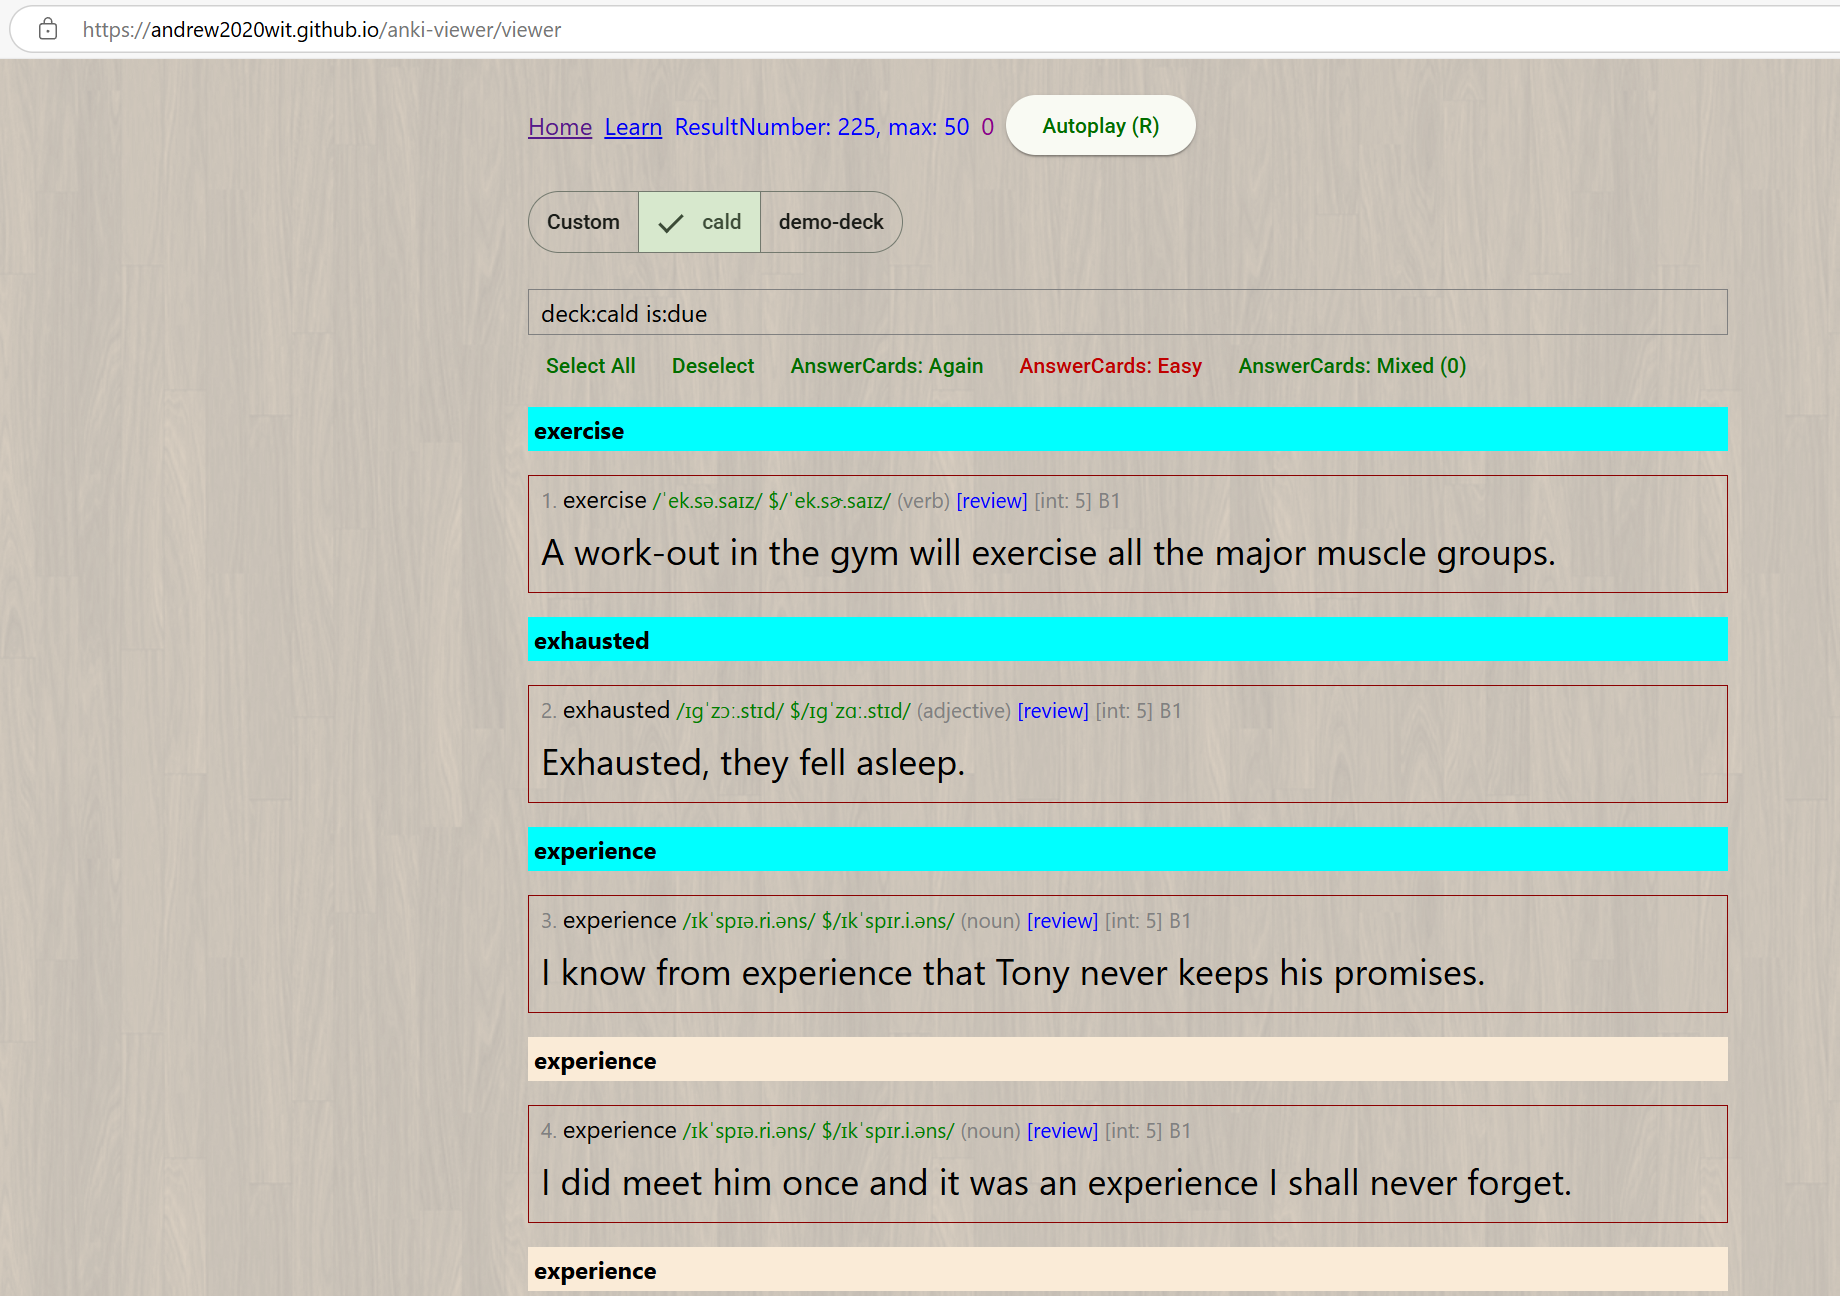 https://andrew2020wit.github.io/anki-viewer/viewer
Home Learn ResultNumber: 225, max: 50 0 Autoplay (R)
Custom cald demo-deck
deck:cald is:due
Select All Deselect AnswerCards: Again AnswerCards: Easy AnswerCards: Mixed (0)
exercise
1. exercise /ˈek.sə.saɪz/ $/ˈek.sɚ.saɪz/ (verb) [review] [int: 5] B1
A work-out in the gym will exercise all the major muscle groups.
exhausted
2. exhausted /ɪɡˈzɔː.stɪd/ $/ɪɡˈzɑː.stɪd/ (adjective) [review] [int: 5] B1
Exhausted, they fell asleep.
experience
3. experience /ɪkˈspɪə.ri.əns/ $/ɪkˈspɪr.i.əns/ (noun) [review] [int: 5] B1
I know from experience that Tony never keeps his promises.
experience
4. experience /ɪkˈspɪə.ri.əns/ $/ɪkˈspɪr.i.əns/ (noun) [review] [int: 5] B1
I did meet him once and it was an experience I shall never forget.
experience